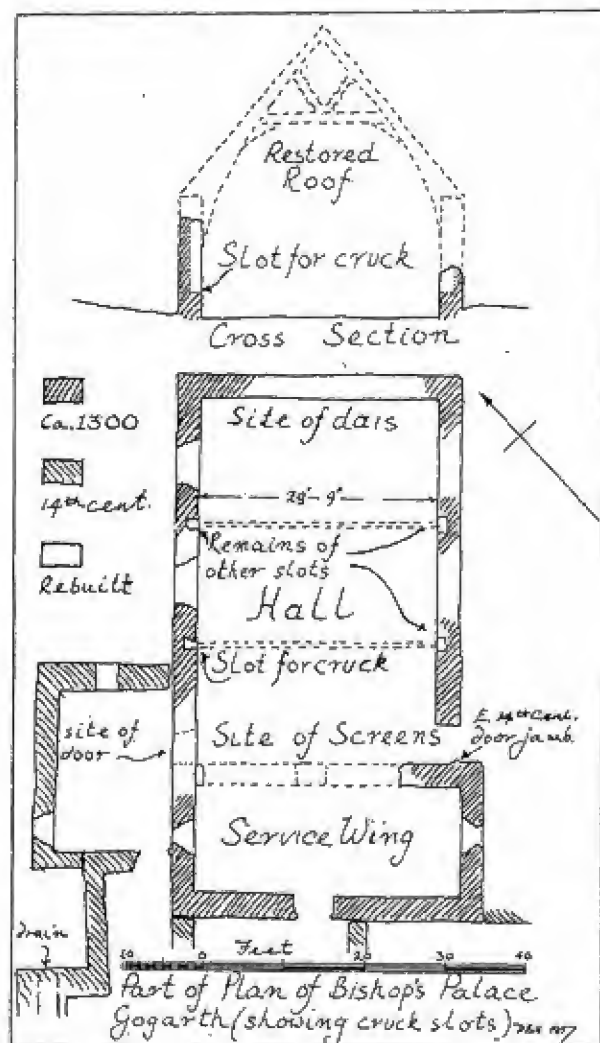 Restored
Roof
Slot for cruck
Cross Section
Ca. 1300
14th cent.
Rebuilt
Site of dais
29' - 9"
Remains of
other slots
Hall
Slot for cruck
site of
door
Site of Screens
E. 14th cent.
door jamb.
Service Wing
drain
Feet
10 0 20 30 40
Part of Plan of Bishop's Palace
Gogarth (showing cruck slots)